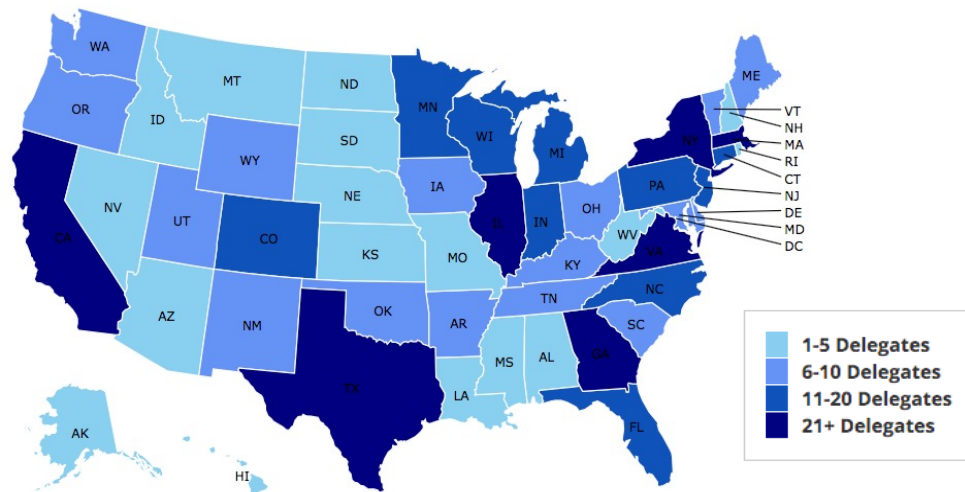 WA
MT
ND
MN
ME
VT
NH
MA
RI
CT
NJ
DE
MD
DC
OR
ID
WY
SD
WI
MI
NY
NV
UT
CO
NE
IA
IL
IN
OH
PA
CA
KS
MO
KY
WV
VA
AZ
NM
OK
AR
TN
NC
SC
TX
LA
MS
AL
GA
FL
AK
HI
1-5 Delegates
6-10 Delegates
11-20 Delegates
21+ Delegates